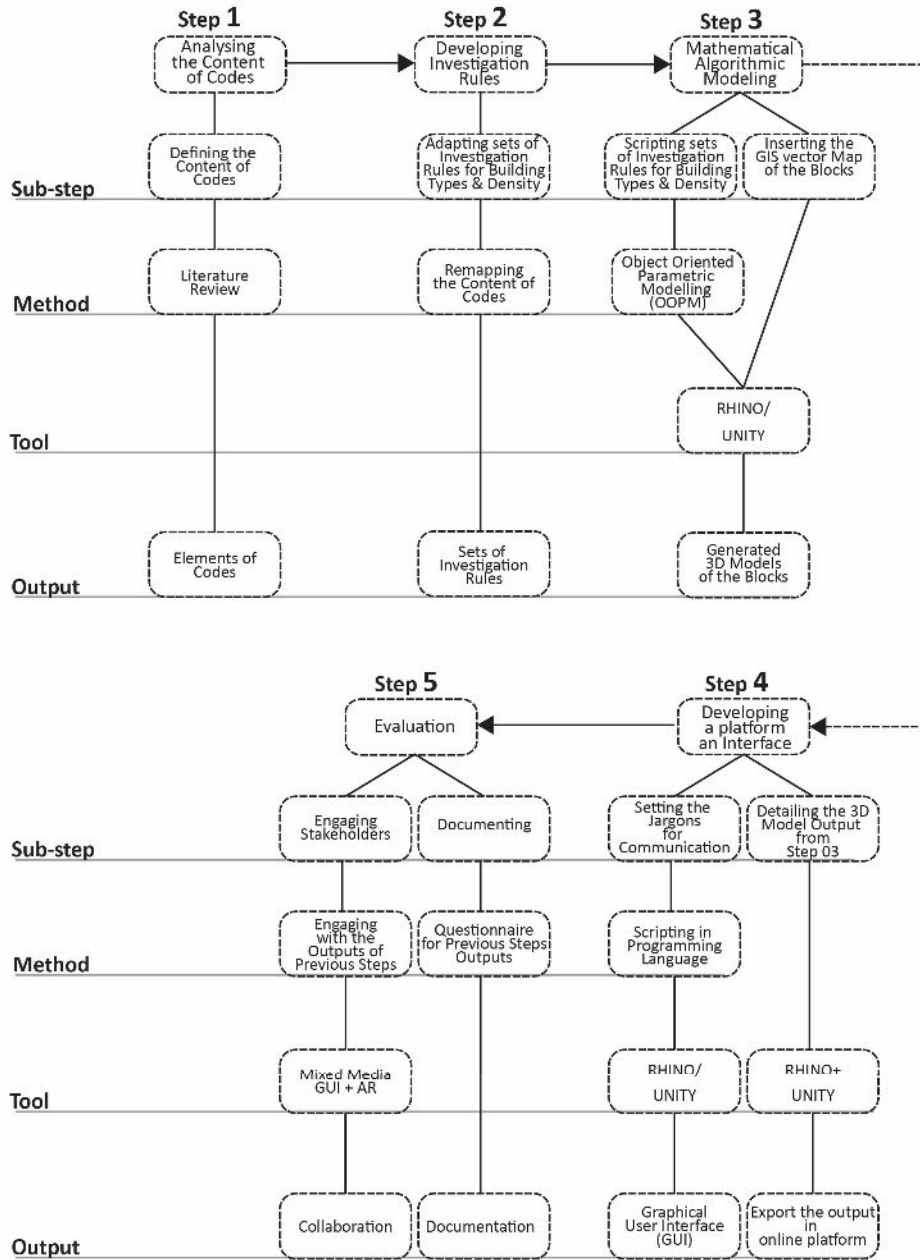 Step 1
Step 2
Step 3
Analysing
the Content
of Codes
Developing
Investigation
Rules
Mathematical
Algorithmic
Modeling
Defining the
Content of
Codes
Adapting sets of
Investigation
Rules for Building
Types & Density
Scripting sets
of Investigation
Rules for Building
Types & Density
Inserting the
GIS vector Map
of the Blocks
Sub-step
Literature
Review
Remapping
the Content of
Codes
Object Oriented
Parametric
Modelling
(OOPM)
Method
RHINO/
UNITY
Tool
Elements of
Codes
Sets of
Investigation
Rules
Generated
3D Models
of the Blocks
Output
Step 5
Step 4
Evaluation
Developing
a platform
an Interface
Engaging
Stakeholders
Documenting
Setting the
Jargons
for
Communication
Detailing the 3D
Model Output
from
Step 03
Sub-step
Engaging
with the
Outputs of
Previous Steps
Questionnaire
for Previous Steps
Outputs
Scripting in
Programming
Language
Method
Mixed Media
GUI + AR
RHINO/
UNITY
RHINO+
UNITY
Tool
Collaboration
Documentation
Graphical
User Interface
(GUI)
Export the output
in
online platform
Output